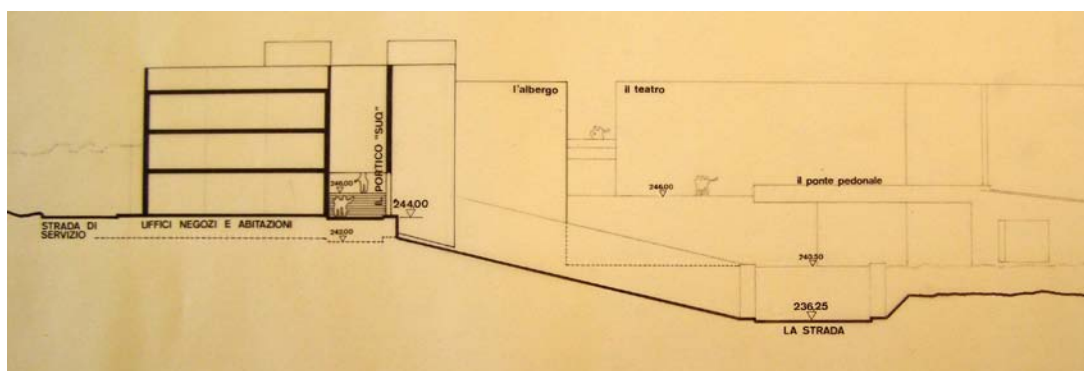 l'albergo
il teatro
IL PORTICO "SUQ"
246.00
246.00
il ponte pedonale
244.00
STRADA DI
SERVIZIO
UFFICI NEGOZI E ABITAZIONI
240.00
240.50
236.25
LA STRADA